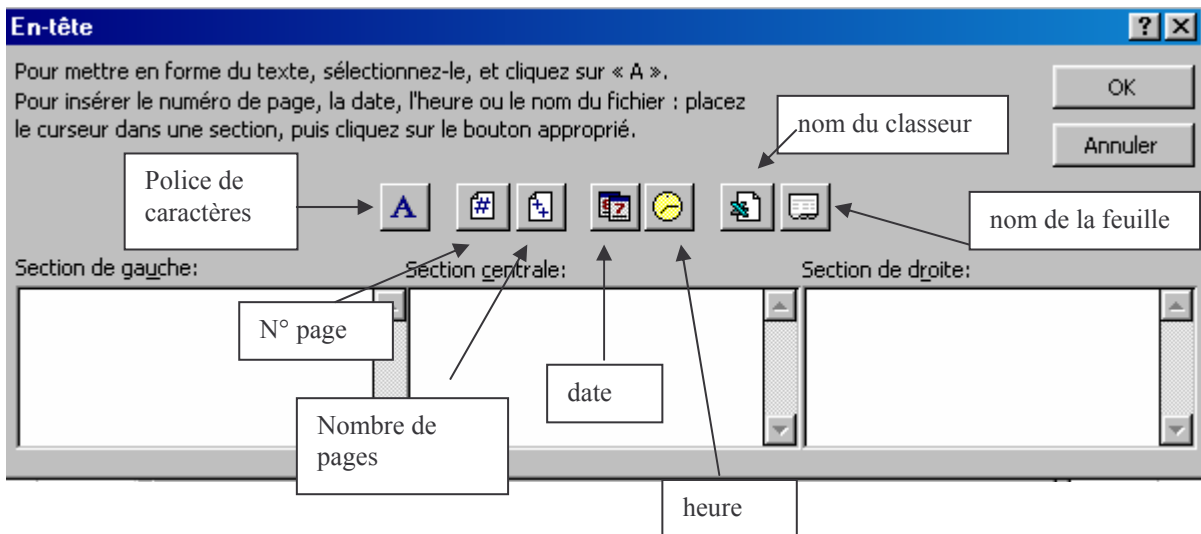 En-tête
Pour mettre en forme du texte, sélectionnez-le, et cliquez sur « A ».
Pour insérer le numéro de page, la date, l'heure ou le nom du fichier : placez
le curseur dans une section, puis cliquez sur le bouton approprié.
OK
Annuler
nom du classeur
Police de
caractères
A
nom de la feuille
Section de gauche:
Section centrale:
Section de droite:
N° page
date
Nombre de
pages
heure